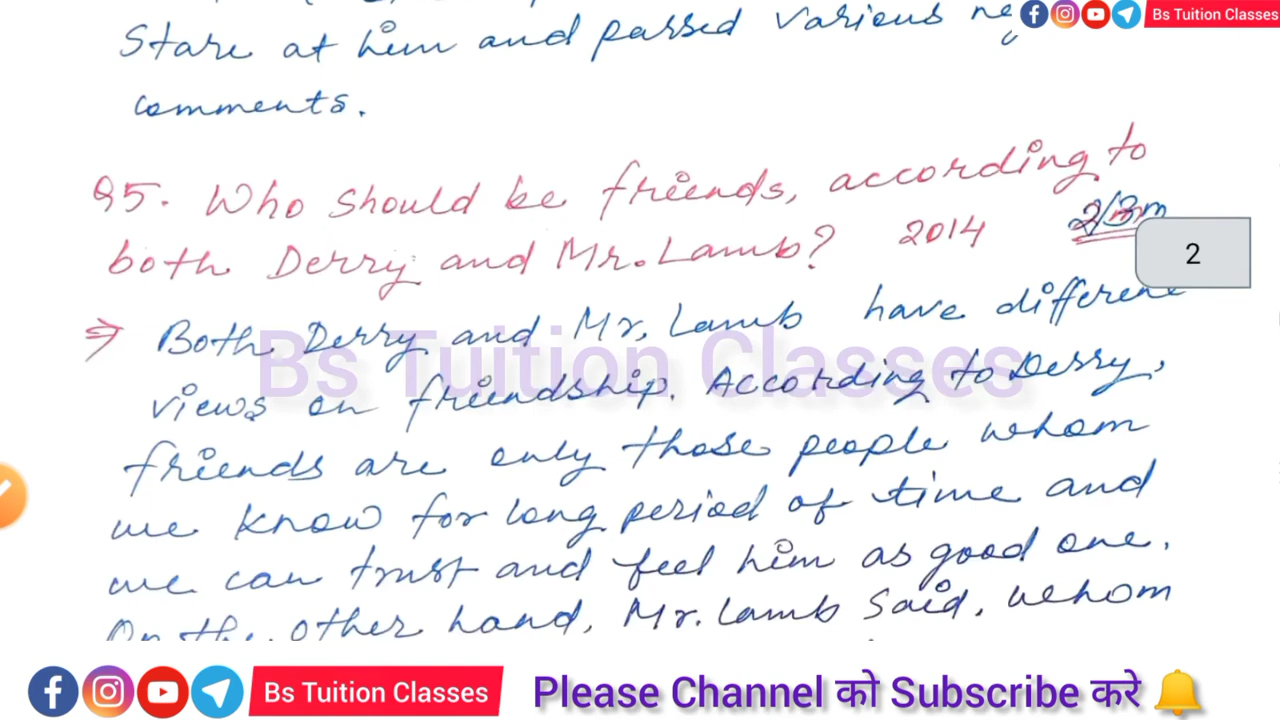 Stare at him and passed various
Bs Tuition Classes
comments.
Q5. Who should be friends, according to
both Derry and Mr. Lamb? 2014 2/3m
2
⇒ Both Derry and Mr. Lamb have different
Bs Tuition Classes
views on friendship. According to Derry,
friends are only those people whom
we know for long period of time and
we can trust and feel him as good one.
On the other hand, Mr. Lamb said, whom
Bs Tuition Classes
Please Channel को Subscribe करे